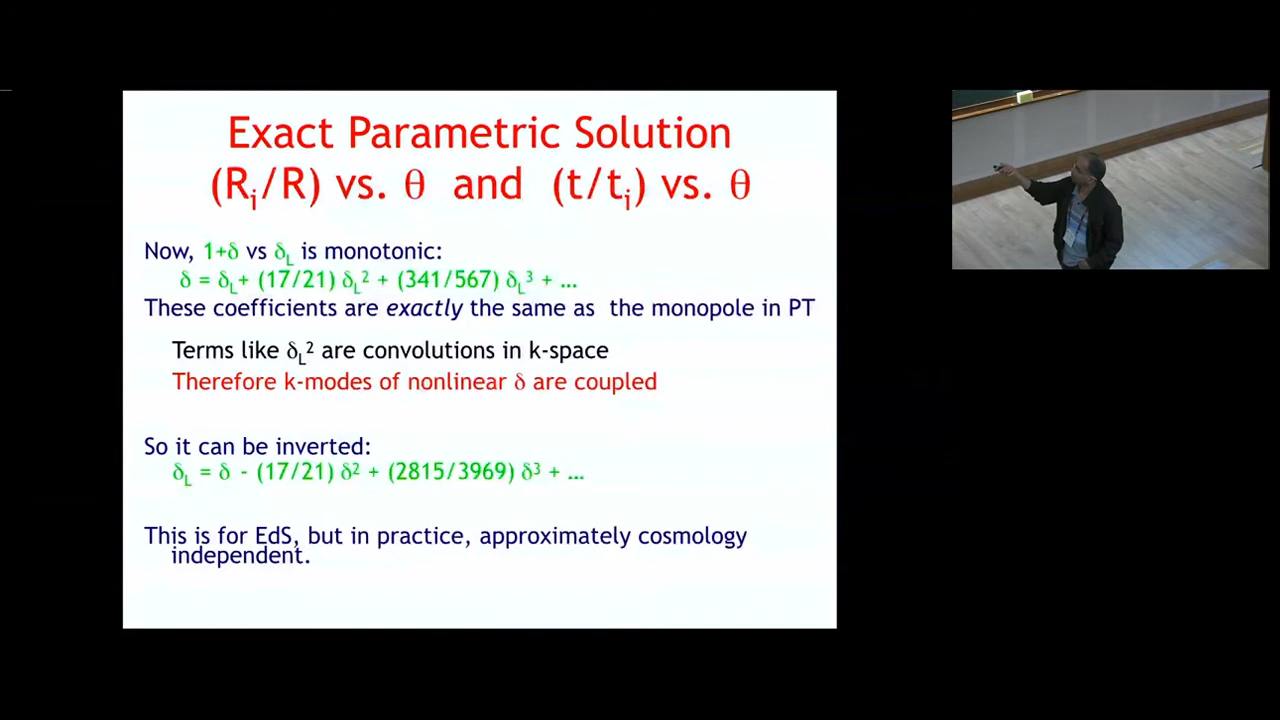 Exact Parametric Solution
(Rᵢ/R) vs. θ and (t/tᵢ) vs. θ
Now, 1+δ vs δ_L is monotonic:
δ = δ_L+ (17/21) δ_L² + (341/567) δ_L³ + …
These coefficients are exactly the same as the monopole in PT
Terms like δ_L² are convolutions in k-space
Therefore k-modes of nonlinear δ are coupled
So it can be inverted:
δ_L = δ - (17/21) δ² + (2815/3969) δ³ + …
This is for EdS, but in practice, approximately cosmology
independent.